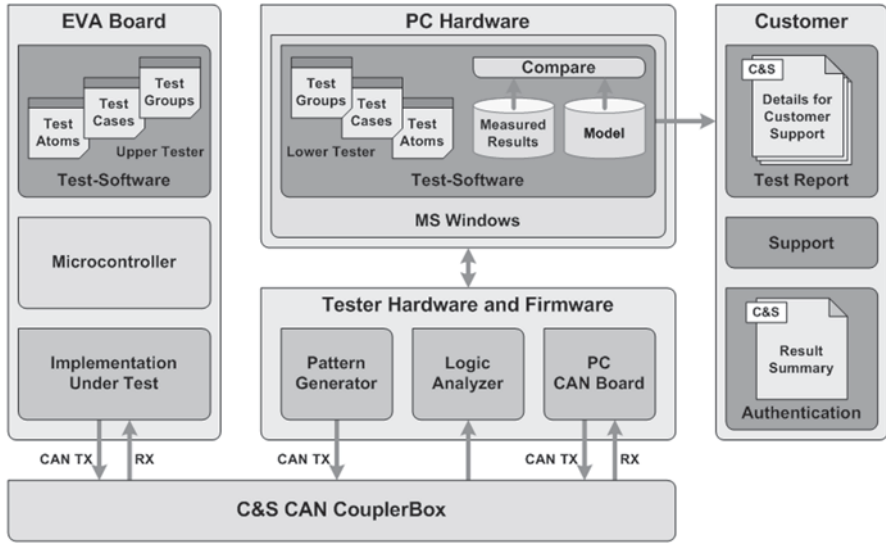 EVA Board
Test
Groups
Test
Cases
Test
Atoms
Upper Tester
Test-Software
Microcontroller
Implementation
Under Test
PC Hardware
Test
Groups
Test
Cases
Test
Atoms
Lower Tester
Compare
Measured
Results
Model
Test-Software
MS Windows
Tester Hardware and Firmware
Pattern
Generator
Logic
Analyzer
PC
CAN Board
Customer
C&S
Details for
Customer
Support
Test Report
Support
C&S
Result
Summary
Authentication
CAN TX
RX
CAN TX
CAN TX
RX
C&S CAN CouplerBox